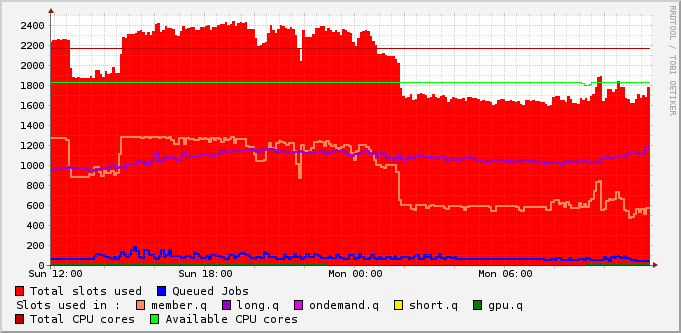 2400
2200
2000
1800
1600
1400
1200
1000
800
600
400
200
0
Sun 12:00 Sun 18:00 Mon 00:00 Mon 06:00
RRDTOOL / TOBI OETIKER
Total slots used Queued Jobs
Slots used in : member.q long.q ondemand.q short.q gpu.q
Total CPU cores Available CPU cores